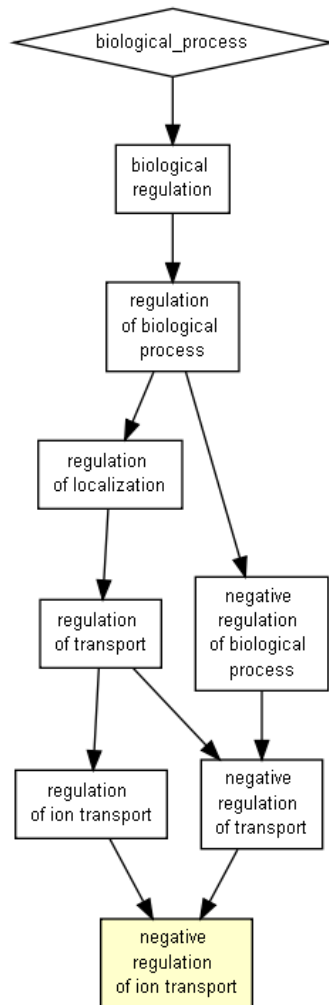 biological_process
biological
regulation
regulation
of biological
process
regulation
of localization
negative
regulation
of biological
process
regulation
of transport
regulation
of ion transport
negative
regulation
of transport
negative
regulation
of ion transport